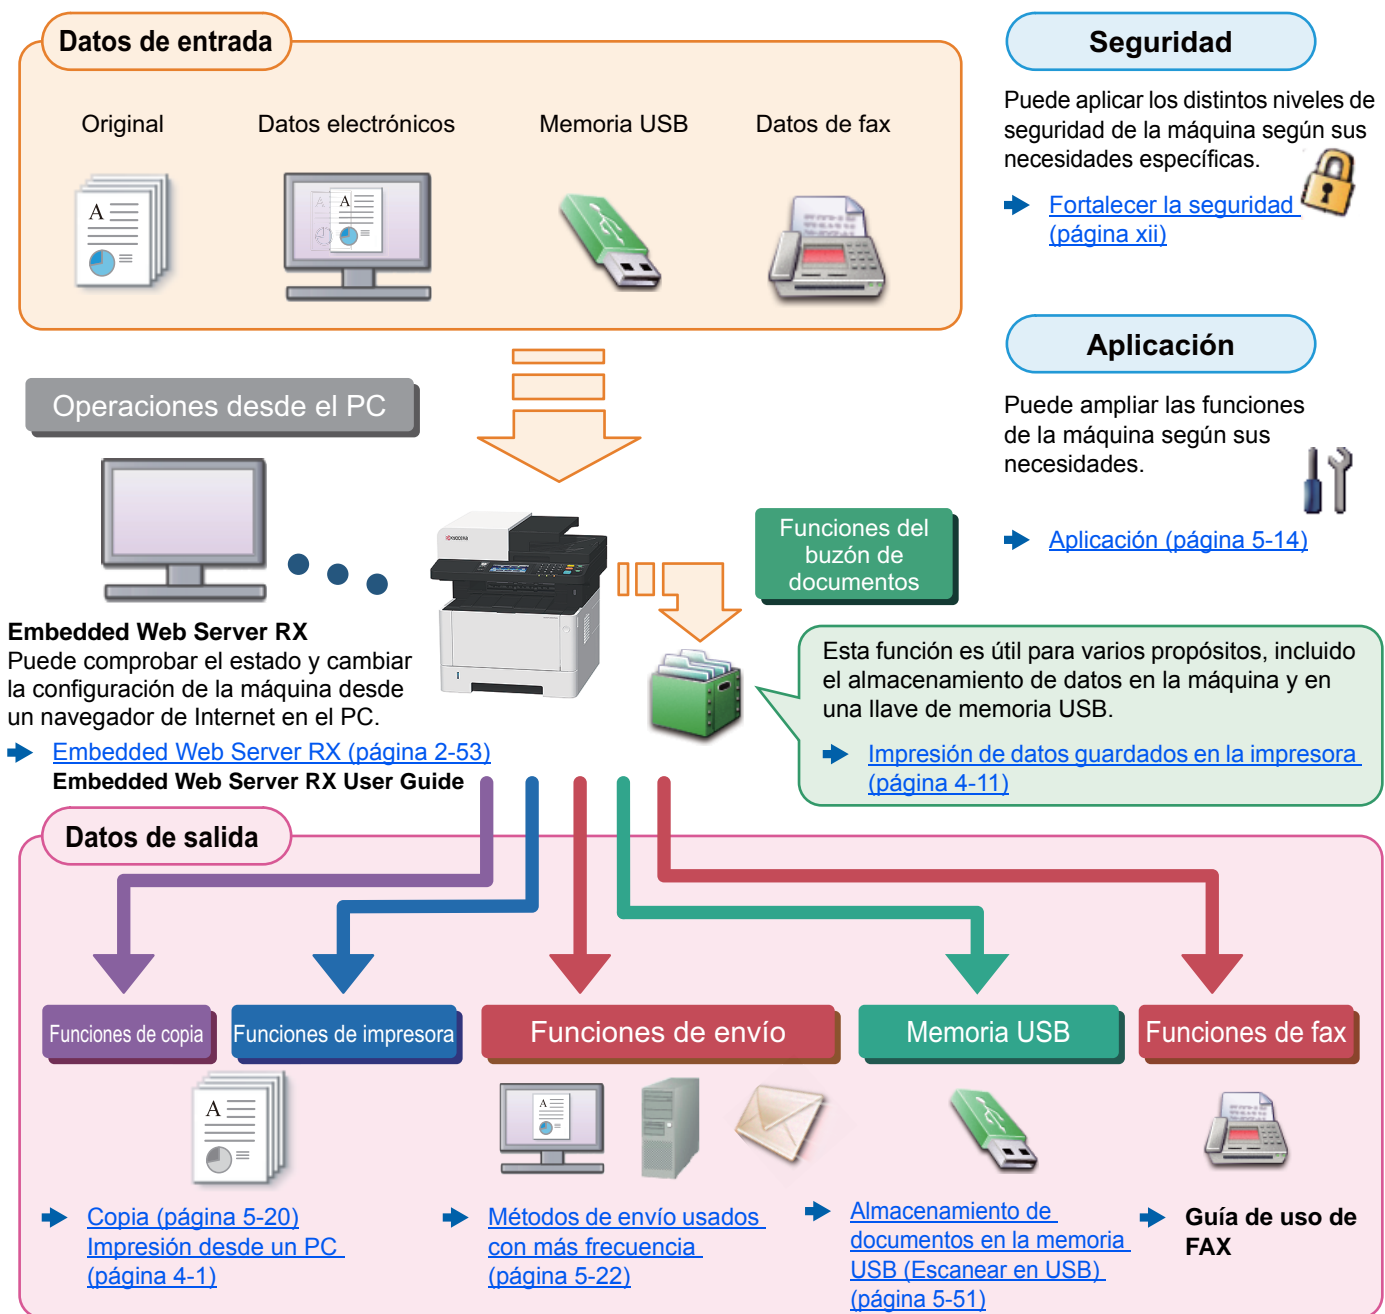 Datos de entrada
Original
Datos electrónicos
Memoria USB
Datos de fax
Seguridad
Puede aplicar los distintos niveles de
seguridad de la máquina según sus
necesidades específicas.
Fortalecer la seguridad
(página xii)
Aplicación
Puede ampliar las funciones
de la máquina según sus
necesidades.
Aplicación (página 5-14)
Operaciones desde el PC
Embedded Web Server RX
Puede comprobar el estado y cambiar
la configuración de la máquina desde
un navegador de Internet en el PC.
Embedded Web Server RX (página 2-53)
Embedded Web Server RX User Guide
KYOCERA
Funciones del
buzón de
documentos
Esta función es útil para varios propósitos, incluido
el almacenamiento de datos en la máquina y en
una llave de memoria USB.
Impresión de datos guardados en la impresora
(página 4-11)
Datos de salida
Funciones de copia
Funciones de impresora
Funciones de envío
Memoria USB
Funciones de fax
A
A
A
A
A
Copia (página 5-20)
Impresión desde un PC
(página 4-1)
Métodos de envío usados
con más frecuencia
(página 5-22)
Almacenamiento de
documentos en la memoria
USB (Escanear en USB)
(página 5-51)
Guía de uso de
FAX